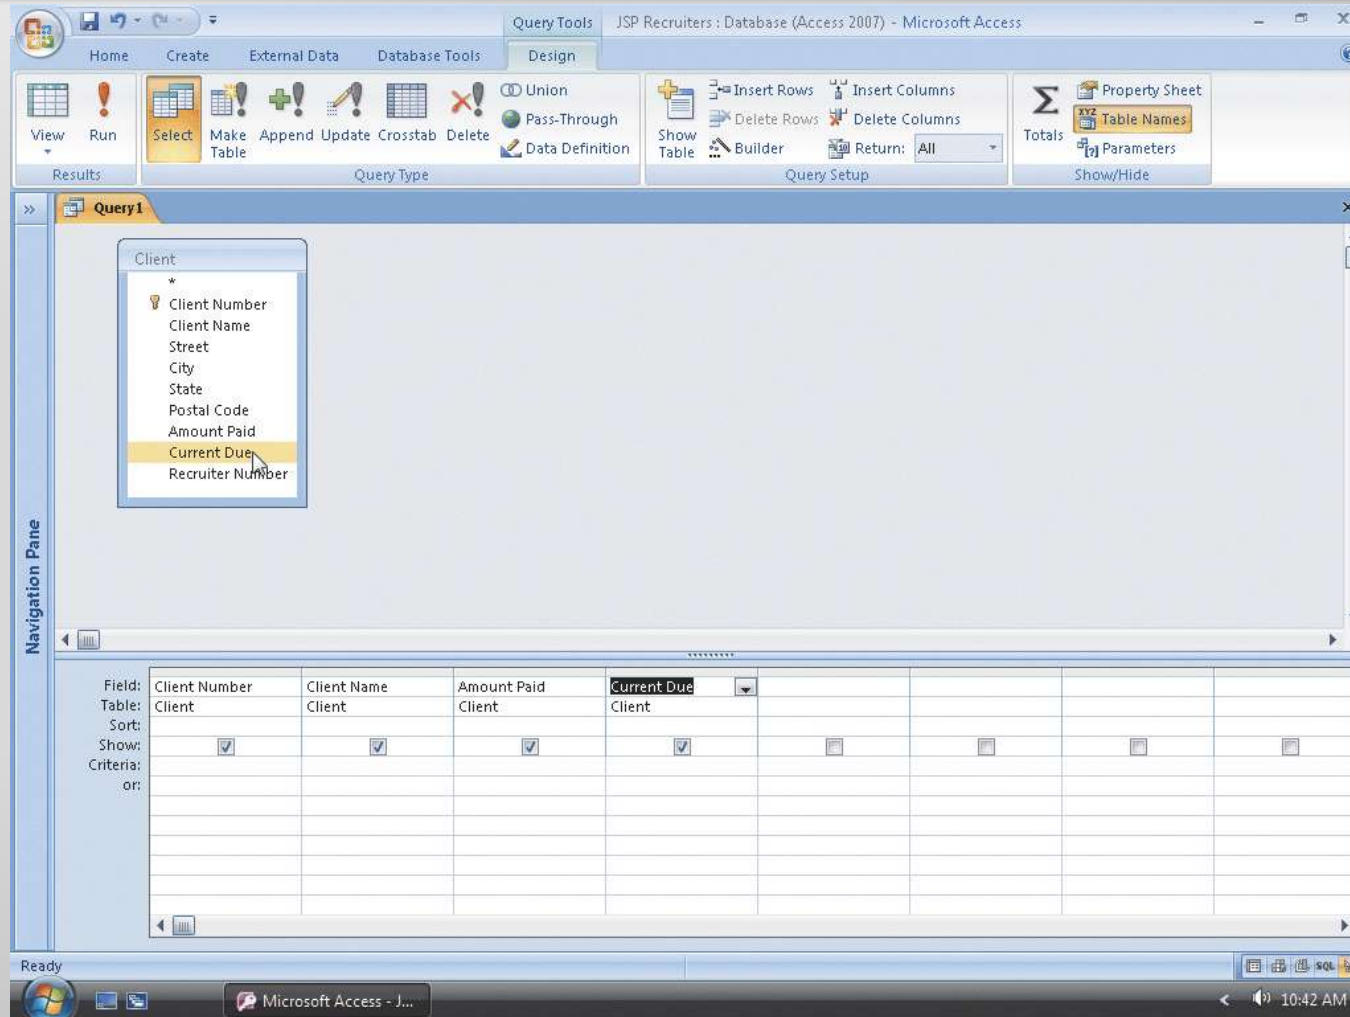 Query Tools JSP Recruiters : Database (Access 2007) - Microsoft Access
Home Create External Data Database Tools Design
View
Run
Select
Make Table
Append
Update
Crosstab
Delete
Union
Pass-Through
Data Definition
Show Table
Insert Rows
Delete Rows
Builder
Insert Columns
Delete Columns
Return: All
Totals
Property Sheet
Table Names
Parameters
Results Query Type Query Setup Show/Hide
Query1
Navigation Pane
Client
*
Client Number
Client Name
Street
City
State
Postal Code
Amount Paid
Current Due
Recruiter Number
Field: Client Number Client Name Amount Paid Current Due
Table: Client Client Client Client
Sort:
Show:
Criteria:
or:
Ready
SQL
Microsoft Access - J...
10:42 AM